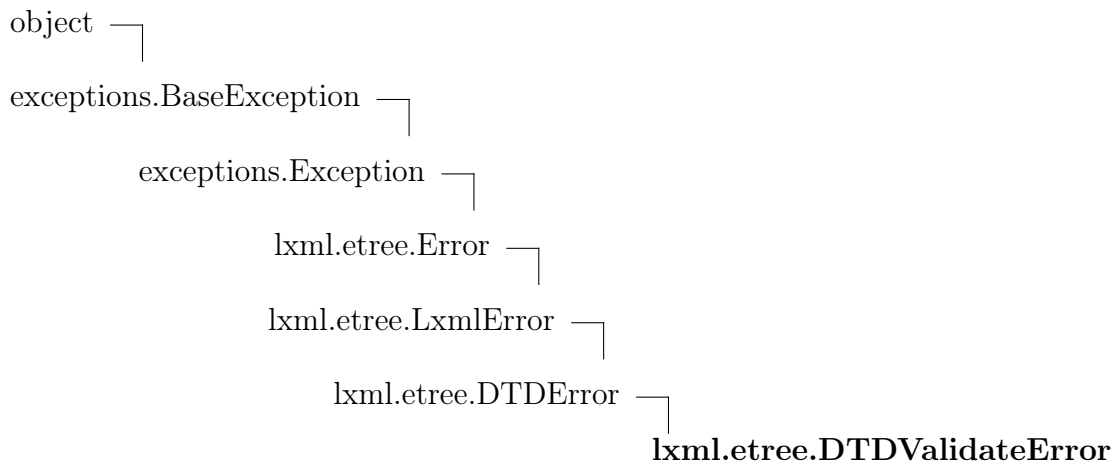 object
exceptions.BaseException
exceptions.Exception
lxml.etree.Error
lxml.etree.LxmlError
lxml.etree.DTDError
lxml.etree.DTDValidateError